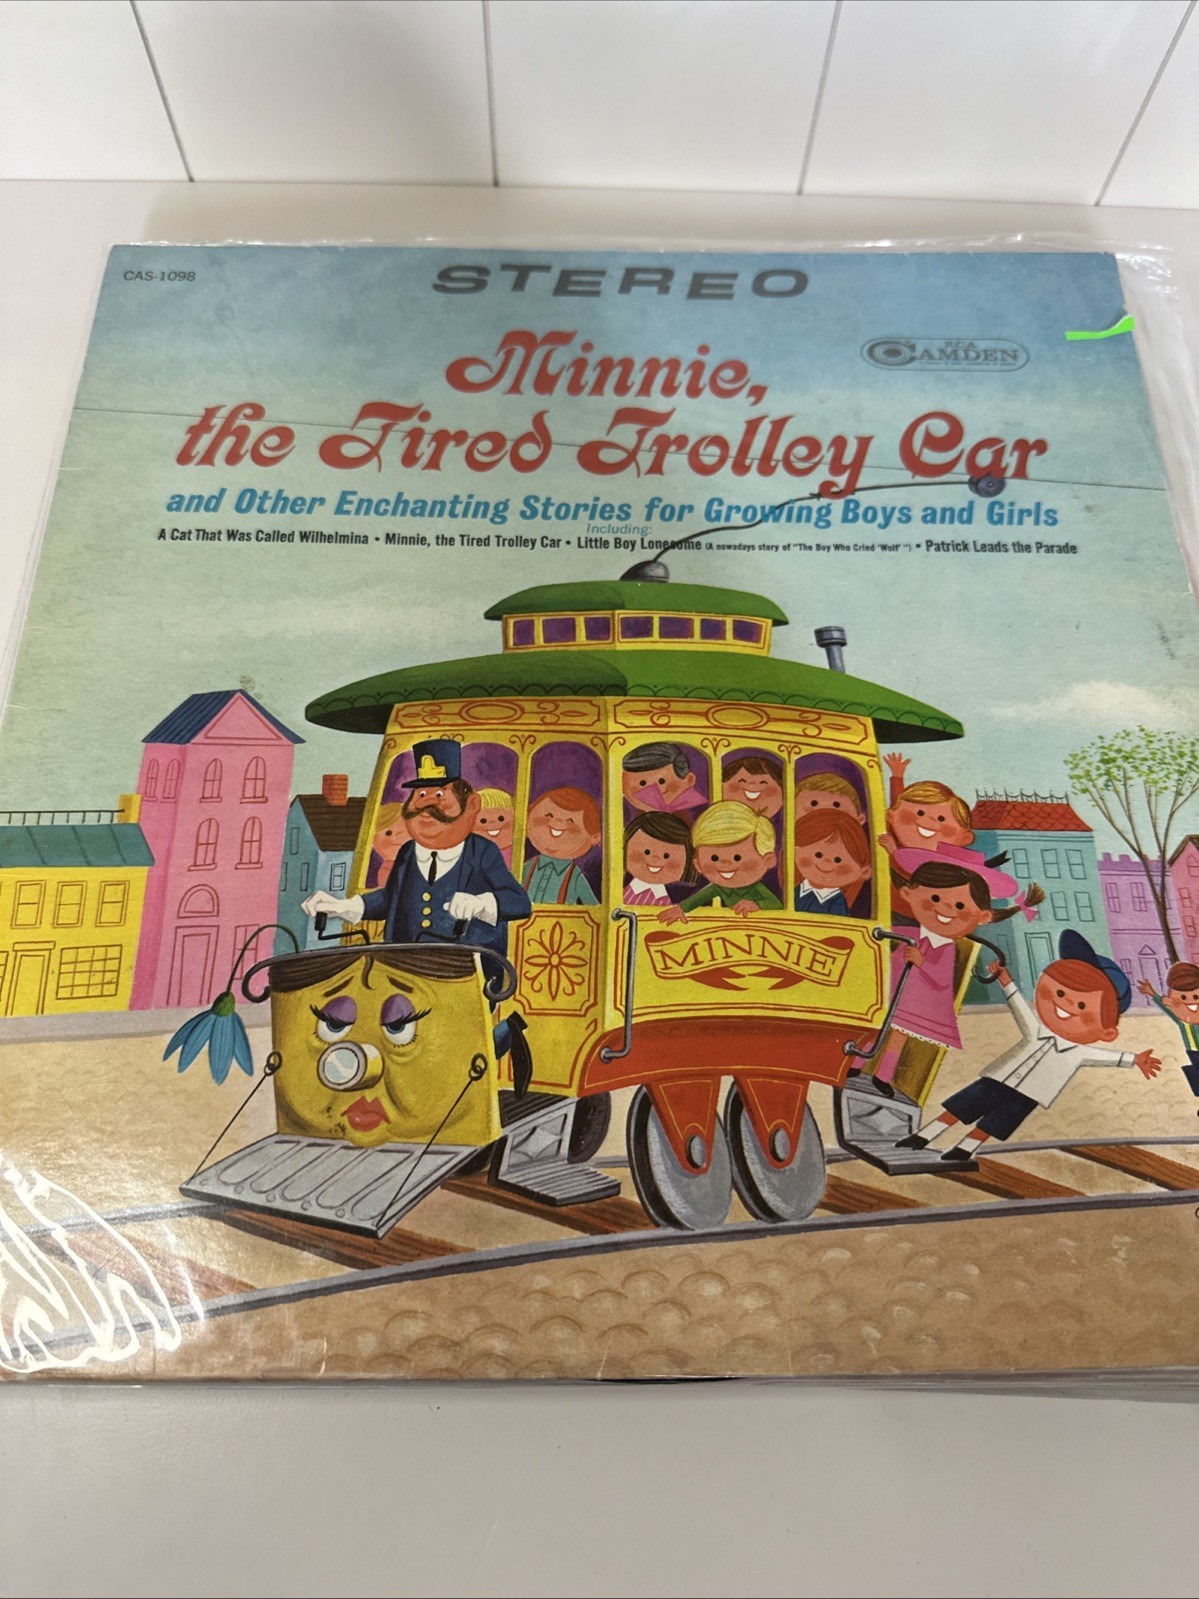 CAS-1098
STEREO
RCA
CAMDEN
Minnie,
the Tired Trolley Car
and Other Enchanting Stories for Growing Boys and Girls
Including:
A Cat That Was Called Wilhelmina • Minnie, the Tired Trolley Car • Little Boy Lonesome (A nowadays story of "The Boy Who Cried 'Wolf' ") • Patrick Leads the Parade
MINNIE